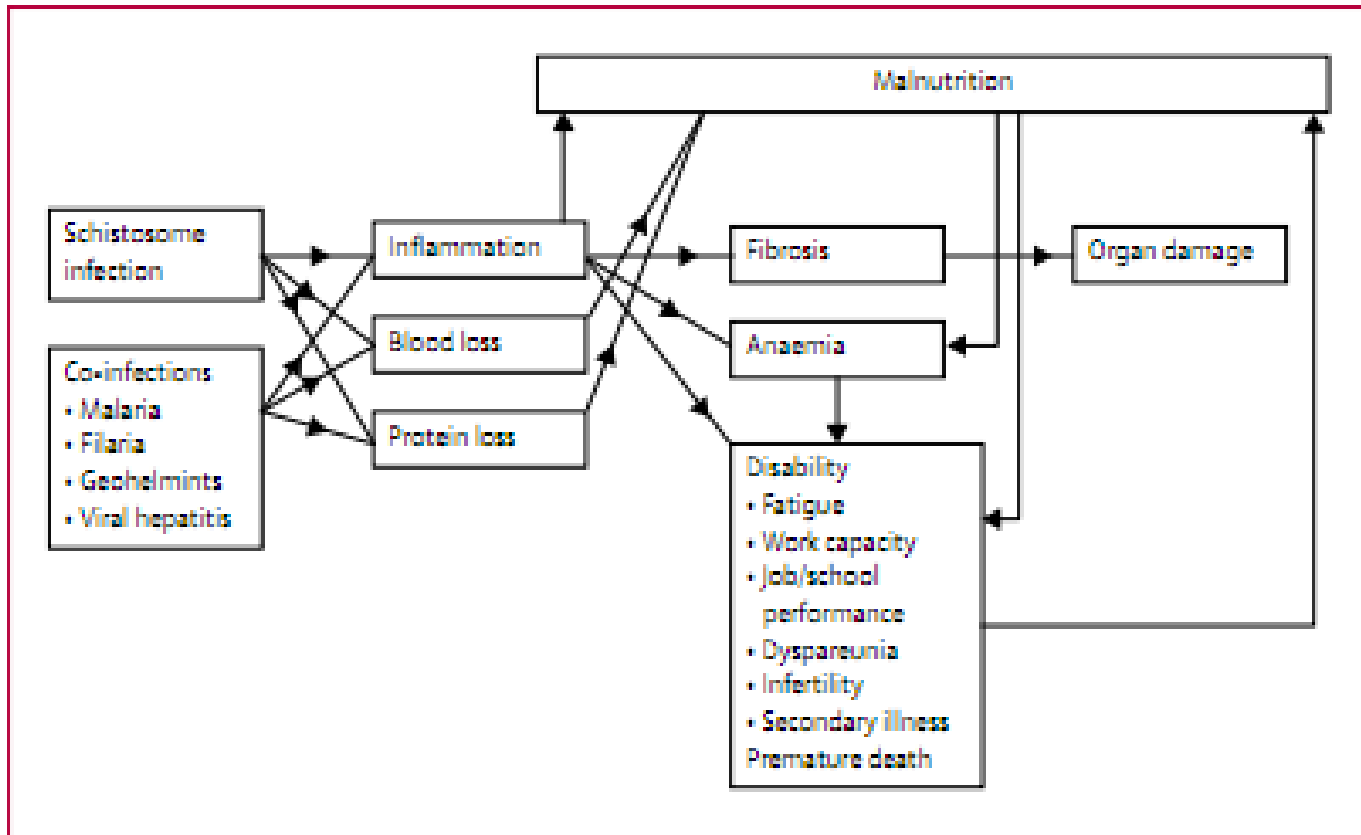 Malnutrition
Schistosome
infection
Inflammation
Fibrosis
Organ damage
Blood loss
Anaemia
Co-infections
• Malaria
• Filaria
• Geohelmints
• Viral hepatitis
Protein loss
Disability
• Fatigue
• Work capacity
• Job/school
performance
• Dyspareunia
• Infertility
• Secondary illness
Premature death